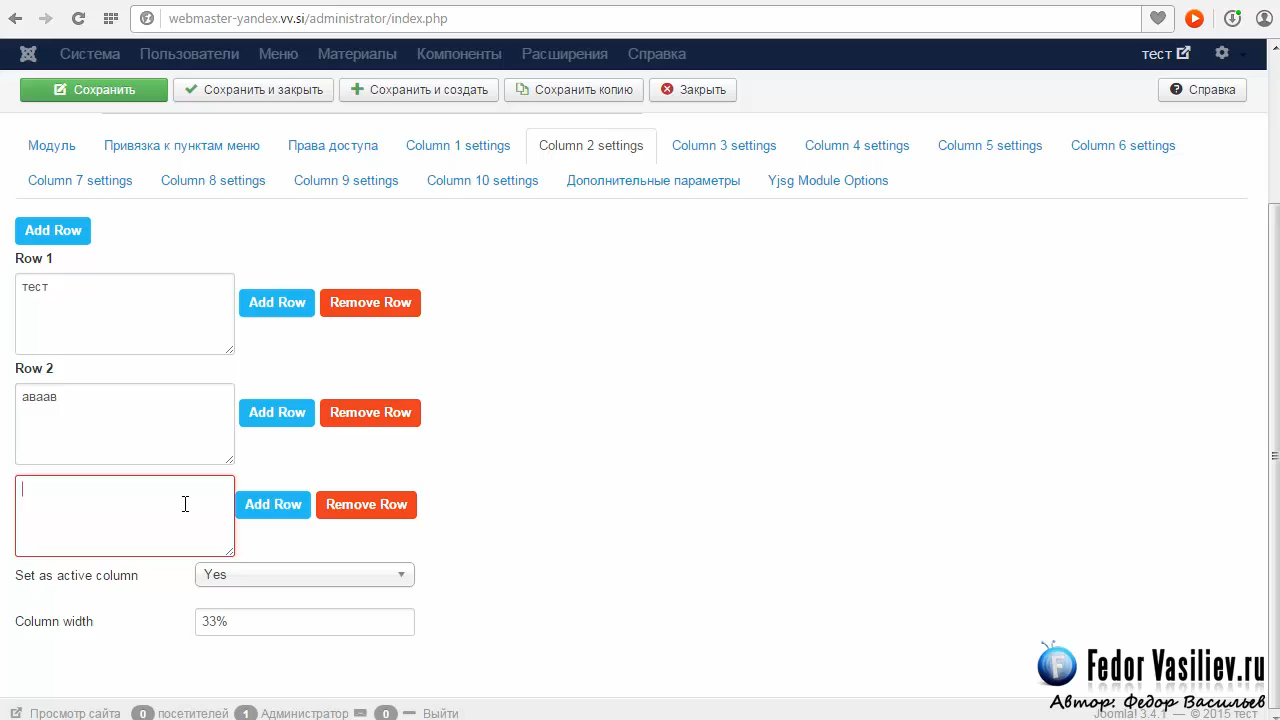 webmaster-yandex.vv.si/administrator/index.php
Система Пользователи Меню Материалы Компоненты Расширения Справка тест
Сохранить Сохранить и закрыть Сохранить и создать Сохранить копию Закрыть Справка
Модуль Привязка к пунктам меню Права доступа Column 1 settings Column 2 settings Column 3 settings Column 4 settings Column 5 settings Column 6 settings
Column 7 settings Column 8 settings Column 9 settings Column 10 settings Дополнительные параметры Yjsg Module Options
Add Row
Row 1
тест
Add Row Remove Row
Row 2
аваав
Add Row Remove Row
Add Row Remove Row
Set as active column Yes
Column width 33%
Fedor Vasiliev.ru
Автор: Федор Васильев
Просмотр сайта 0 посетителей 1 Администратор 0 Выйти Joomla! 3.4.1 — © 2015 тест